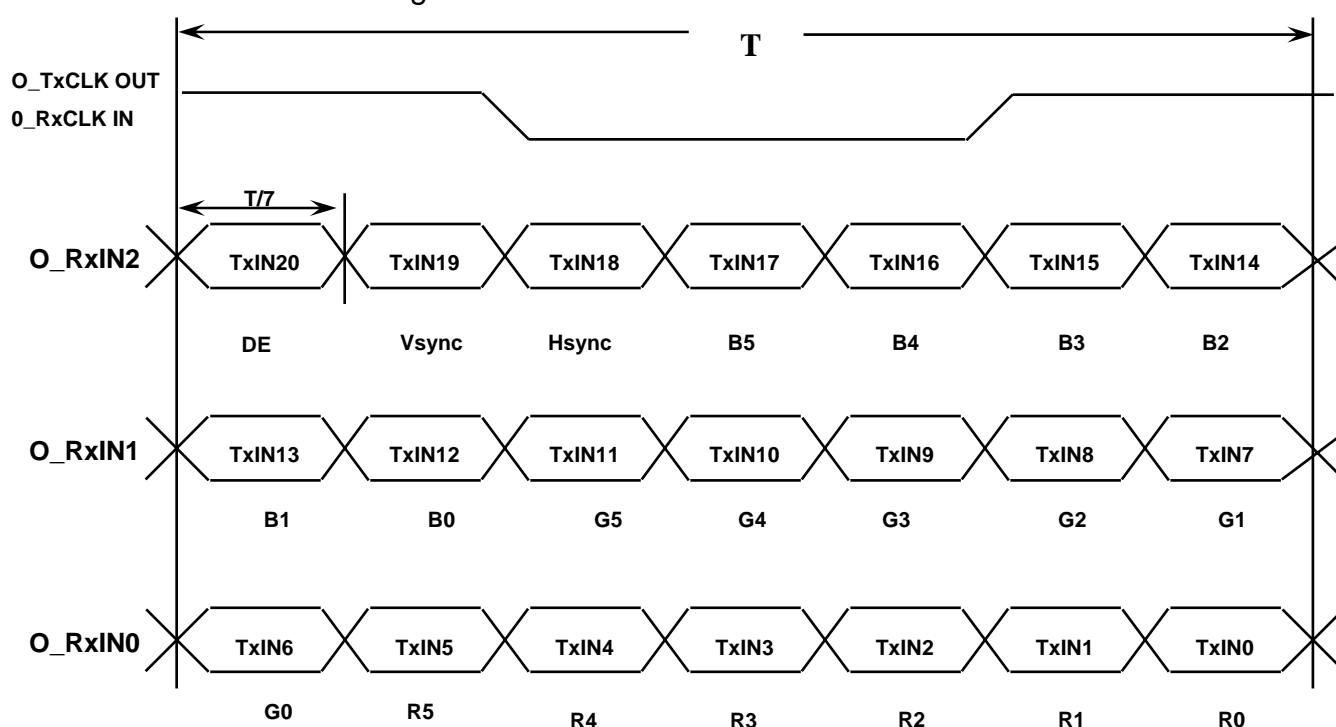 T
O_TxCLK OUT
0_RxCLK IN
T/7
O_RxIN2 TxIN20 TxIN19 TxIN18 TxIN17 TxIN16 TxIN15 TxIN14
DE Vsync Hsync B5 B4 B3 B2
O_RxIN1 TxIN13 TxIN12 TxIN11 TxIN10 TxIN9 TxIN8 TxIN7
B1 B0 G5 G4 G3 G2 G1
O_RxIN0 TxIN6 TxIN5 TxIN4 TxIN3 TxIN2 TxIN1 TxIN0
G0 R5 R4 R3 R2 R1 R0